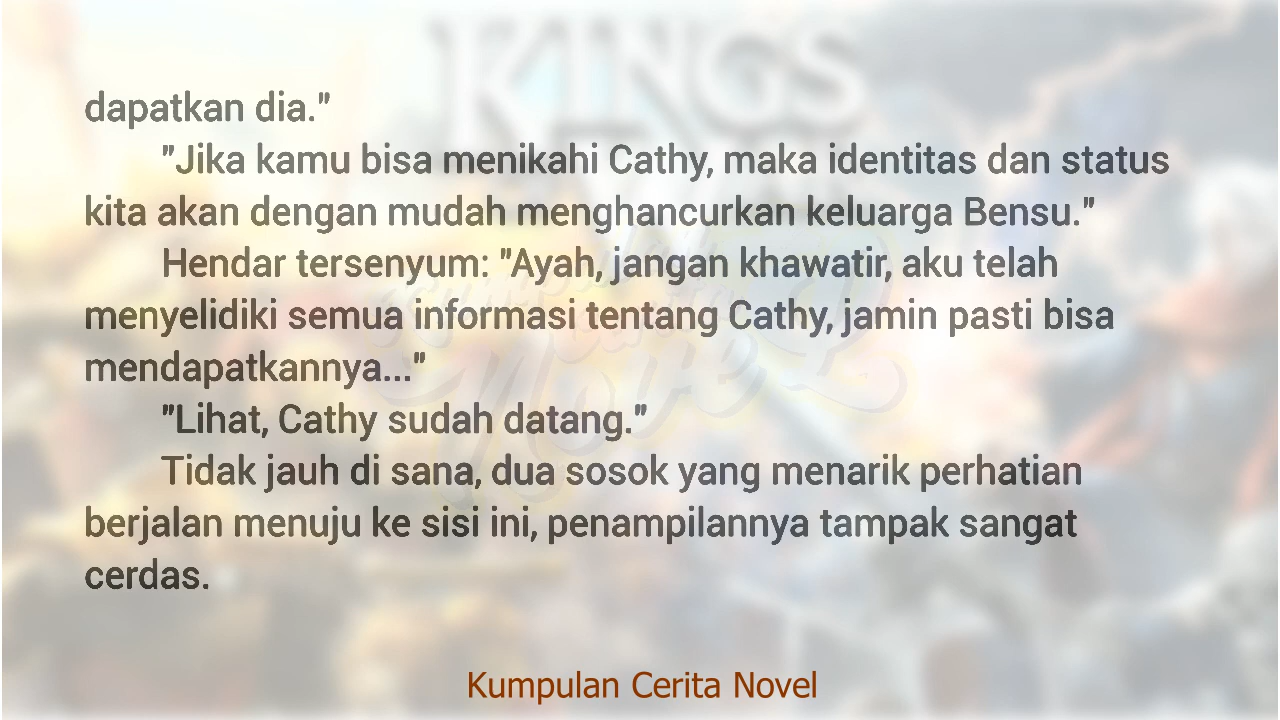 KINGS
dapatkan dia."
"Jika kamu bisa menikahi Cathy, maka identitas dan status
kita akan dengan mudah menghancurkan keluarga Bensu."
Hendar tersenyum: "Ayah, jangan khawatir, aku telah
menyelidiki semua informasi tentang Cathy, jamin pasti bisa
mendapatkannya..."
"Lihat, Cathy sudah datang."
Tidak jauh di sana, dua sosok yang menarik perhatian
berjalan menuju ke sisi ini, penampilannya tampak sangat
cerdas.
Kumpulan Cerita Novel